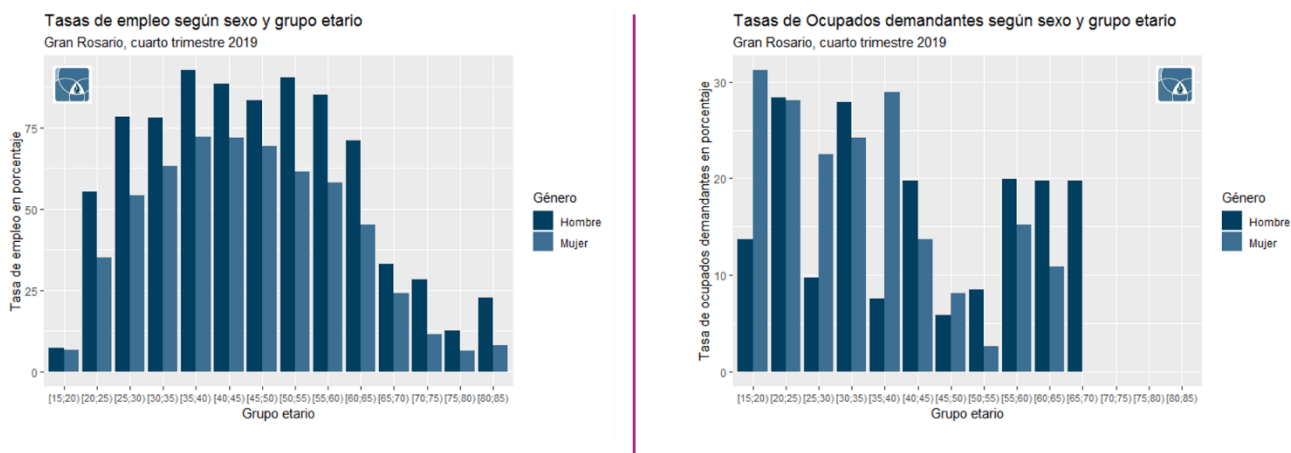 Tasas de empleo según sexo y grupo etario
Gran Rosario, cuarto trimestre 2019
Tasa de empleo en porcentaje
75
50
25
0
[15;20) [20;25) [25;30) [30;35) [35;40) [40;45) [45;50) [50;55) [55;60) [60;65) [65;70) [70;75) [75;80) [80;85)
Grupo etario
Género
Hombre
Mujer
Tasas de Ocupados demandantes según sexo y grupo etario
Gran Rosario, cuarto trimestre 2019
Tasa de ocupados demandantes en porcentaje
30
20
10
0
[15;20) [20;25) [25;30) [30;35) [35;40) [40;45) [45;50) [50;55) [55;60) [60;65) [65;70) [70;75) [75;80) [80;85)
Grupo etario
Género
Hombre
Mujer